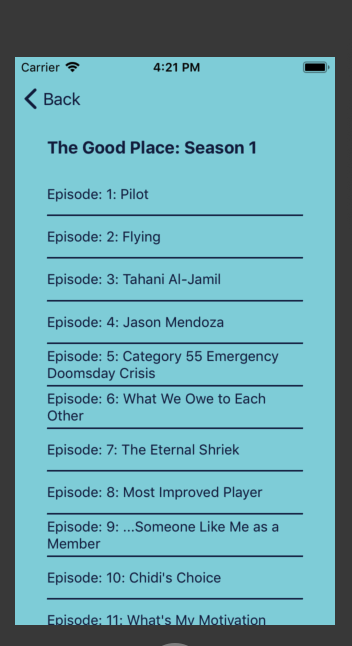 Carrier 4:21 PM
Back
The Good Place: Season 1
Episode: 1: Pilot
Episode: 2: Flying
Episode: 3: Tahani Al-Jamil
Episode: 4: Jason Mendoza
Episode: 5: Category 55 Emergency
Doomsday Crisis
Episode: 6: What We Owe to Each
Other
Episode: 7: The Eternal Shriek
Episode: 8: Most Improved Player
Episode: 9: ...Someone Like Me as a
Member
Episode: 10: Chidi's Choice
Episode: 11: What's My Motivation